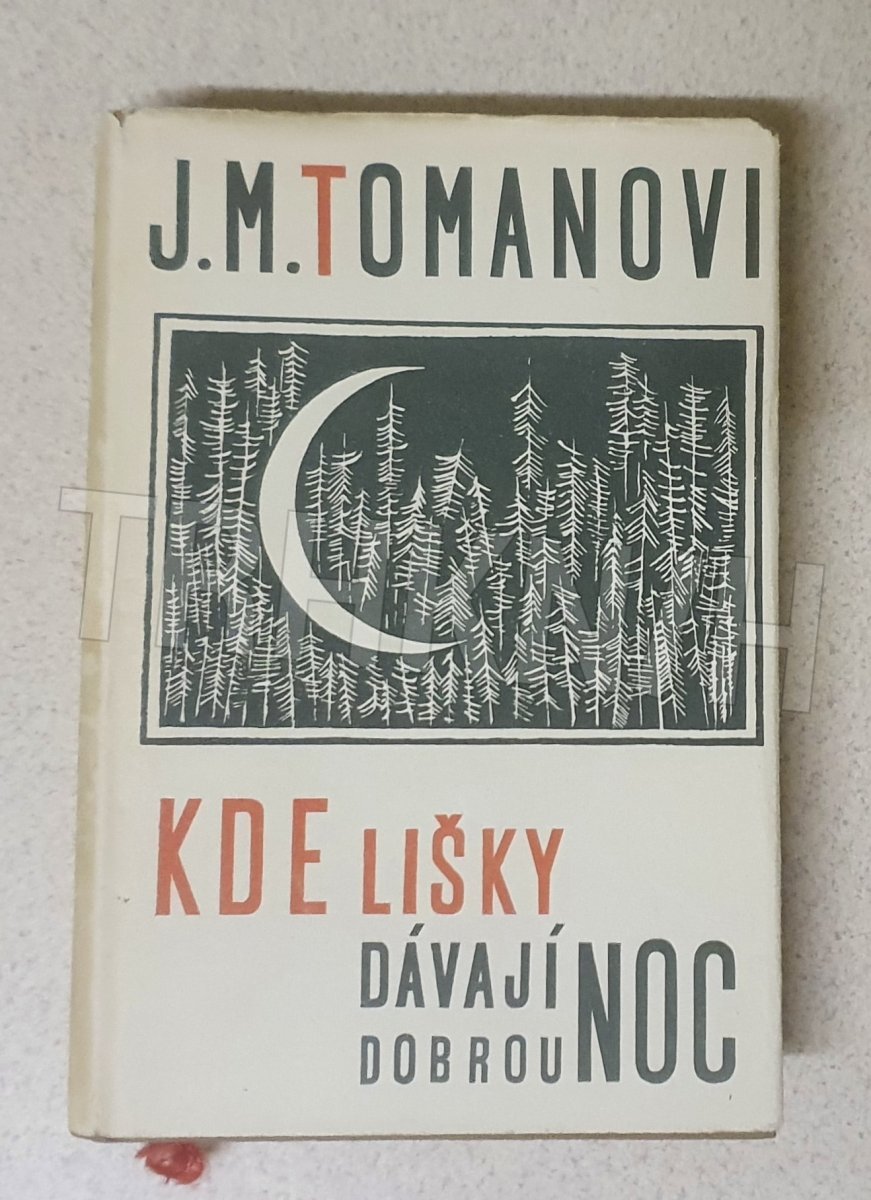 J.M.TOMANOVI
KDE LIŠKY
DÁVAJÍ
DOBROU NOC